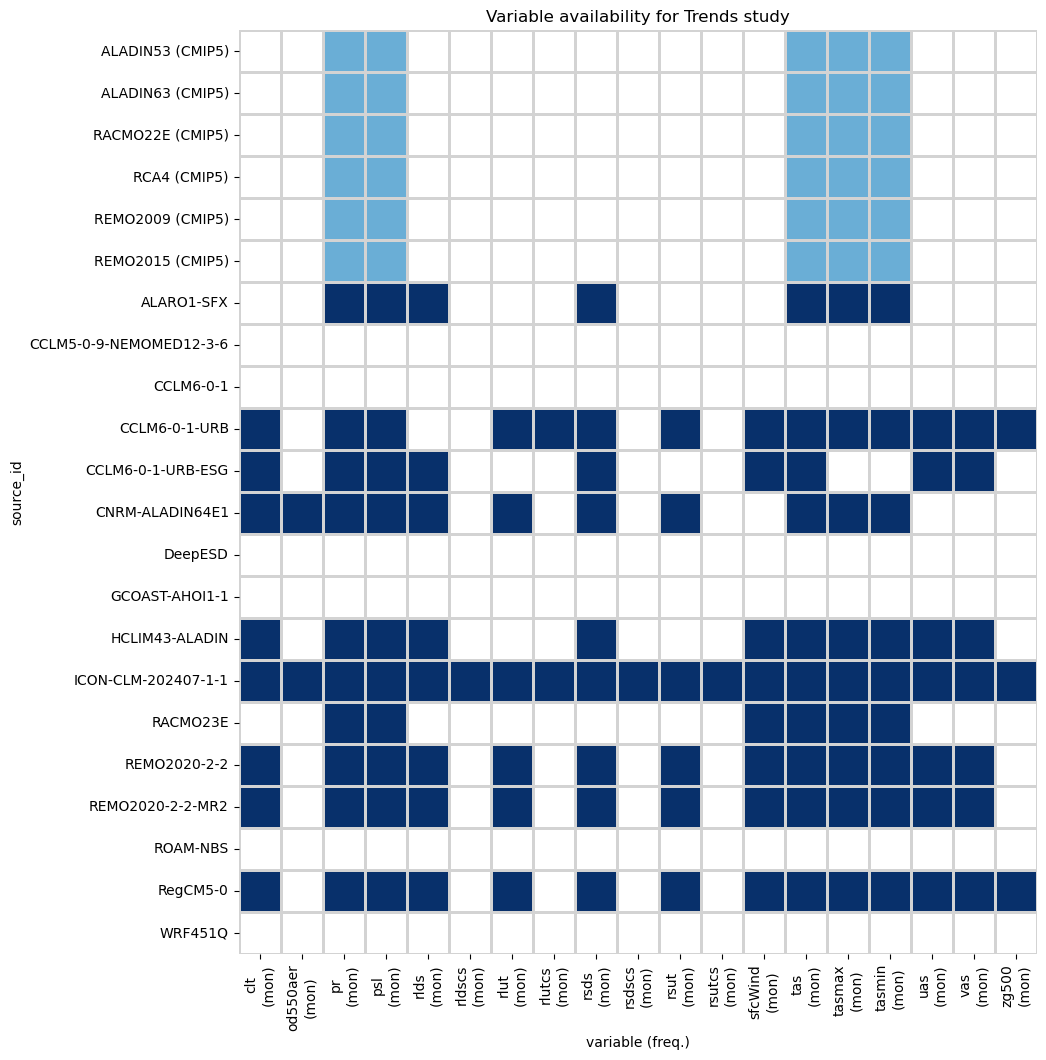 Variable availability for Trends study
ALADIN53 (CMIP5)
ALADIN63 (CMIP5)
RACMO22E (CMIP5)
RCA4 (CMIP5)
REMO2009 (CMIP5)
REMO2015 (CMIP5)
ALARO1-SFX
CCLM5-0-9-NEMOMED12-3-6
CCLM6-0-1
CCLM6-0-1-URB
CCLM6-0-1-URB-ESG
CNRM-ALADIN64E1
DeepESD
GCOAST-AHOI1-1
HCLIM43-ALADIN
ICON-CLM-202407-1-1
RACMO23E
REMO2020-2-2
REMO2020-2-2-MR2
ROAM-NBS
RegCM5-0
WRF451Q
source_id
clt
(mon)
od550aer
(mon)
pr
(mon)
psl
(mon)
rlds
(mon)
rldscs
(mon)
rlut
(mon)
rlutcs
(mon)
rsds
(mon)
rsdscs
(mon)
rsut
(mon)
rsutcs
(mon)
sfcWind
(mon)
tas
(mon)
tasmax
(mon)
tasmin
(mon)
uas
(mon)
vas
(mon)
zg500
(mon)
variable (freq.)